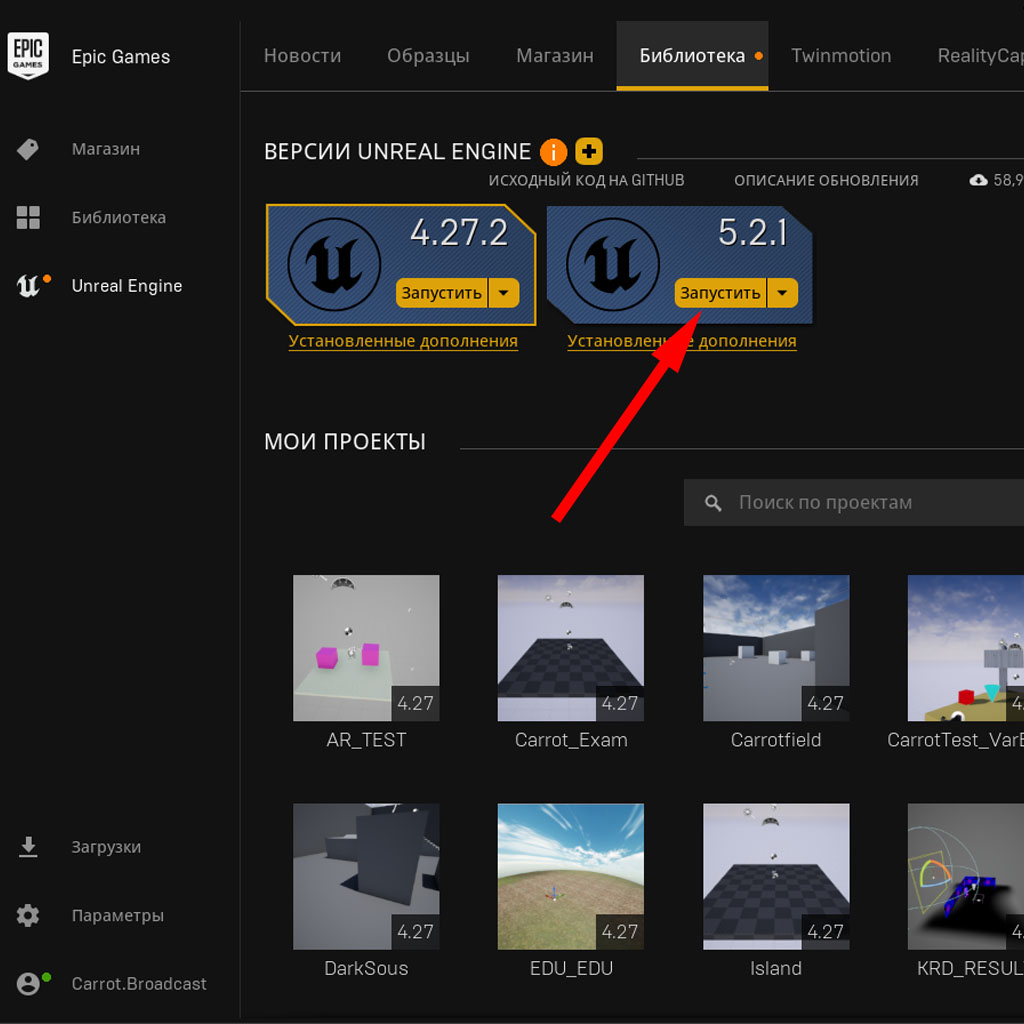 EPIC GAMES
Epic Games
Новости
Образцы
Магазин
Библиотека
Twinmotion
RealityCap
Магазин
Библиотека
Unreal Engine
ВЕРСИИ UNREAL ENGINE
ИСХОДНЫЙ КОД НА GITHUB
ОПИСАНИЕ ОБНОВЛЕНИЯ
58,9
4.27.2
Запустить
Установленные дополнения
5.2.1
Запустить
Установленные дополнения
МОИ ПРОЕКТЫ
Поиск по проектам
4.27
4.27
4.27
4.
AR_TEST
Carrot_Exam
Carrotfield
CarrotTest_VarE
4.27
4.27
4.27
4.
DarkSous
EDU_EDU
Island
KRD_RESUL
Загрузки
Параметры
Carrot.Broadcast